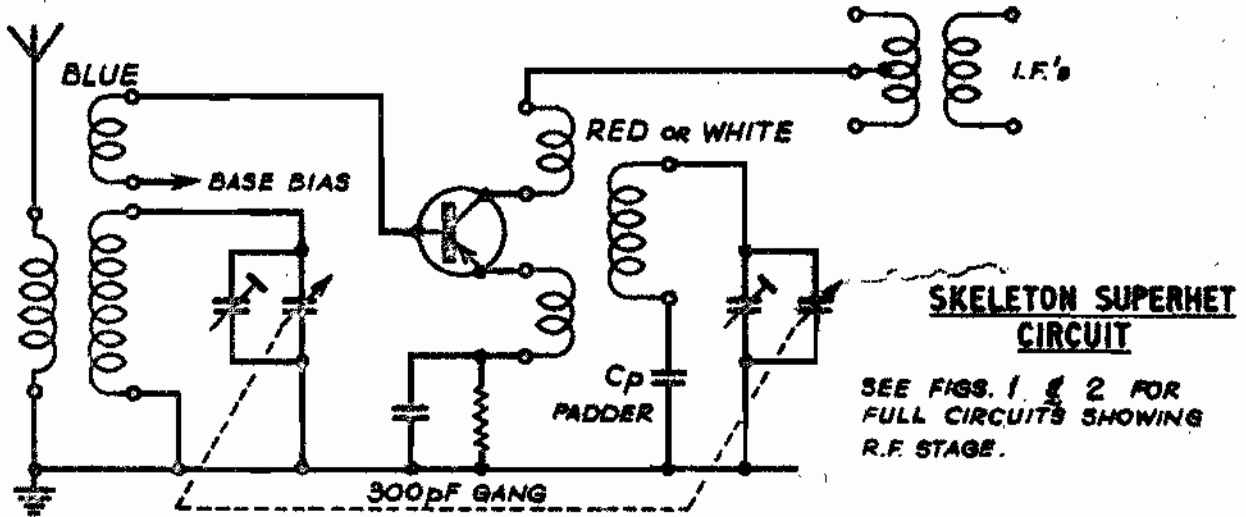 BLUE
BASE BIAS
RED OR WHITE
I.F.'s
Cp
PADDER
300pF GANG
SKELETON SUPERHET
CIRCUIT
SEE FIGS. 1 & 2 FOR
FULL CIRCUITS SHOWING
R.F. STAGE.